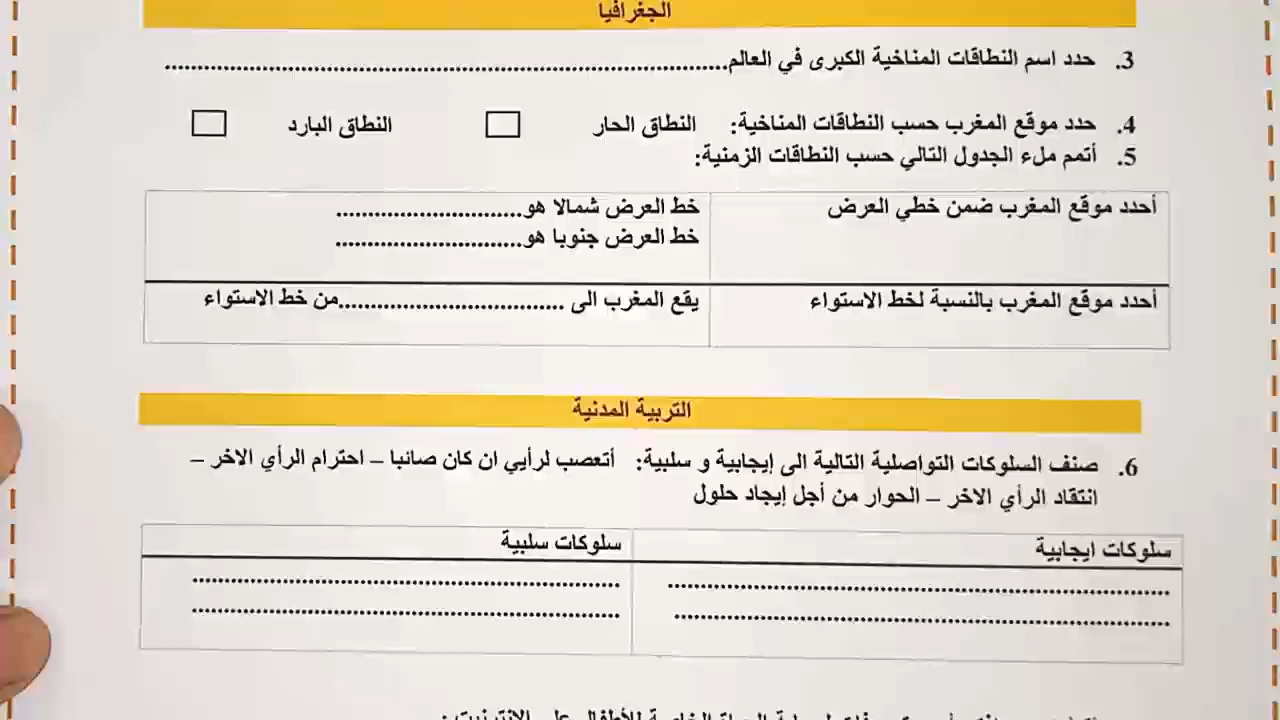 الجغرافيا
3. حدد اسم النطاقات المناخية الكبرى في العالم......................................................................................
4. حدد موقع المغرب حسب النطاقات المناخية: النطاق الحار النطاق البارد
5. أتمم ملء الجدول التالي حسب النطاقات الزمنية:
أحدد موقع المغرب ضمن خطي العرض
خط العرض شمالا هو............................
خط العرض جنوبا هو............................
أحدد موقع المغرب بالنسبة لخط الاستواء
يقع المغرب الى ..................................من خط الاستواء
التربية المدنية
6. صنف السلوكات التواصلية التالية الى إيجابية و سلبية: أتعصب لرأيي ان كان صائبا – احترام الرأي الاخر –
انتقاد الرأي الاخر – الحوار من أجل إيجاد حلول
سلوكات ايجابية
سلوكات سلبية
للأطفال على الانترنيت :